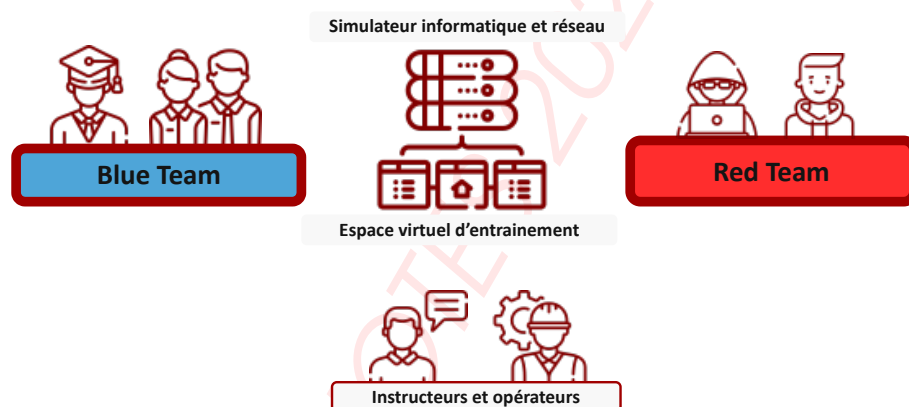 Simulateur informatique et réseau
Blue Team
Red Team
Espace virtuel d'entrainement
Instructeurs et opérateurs